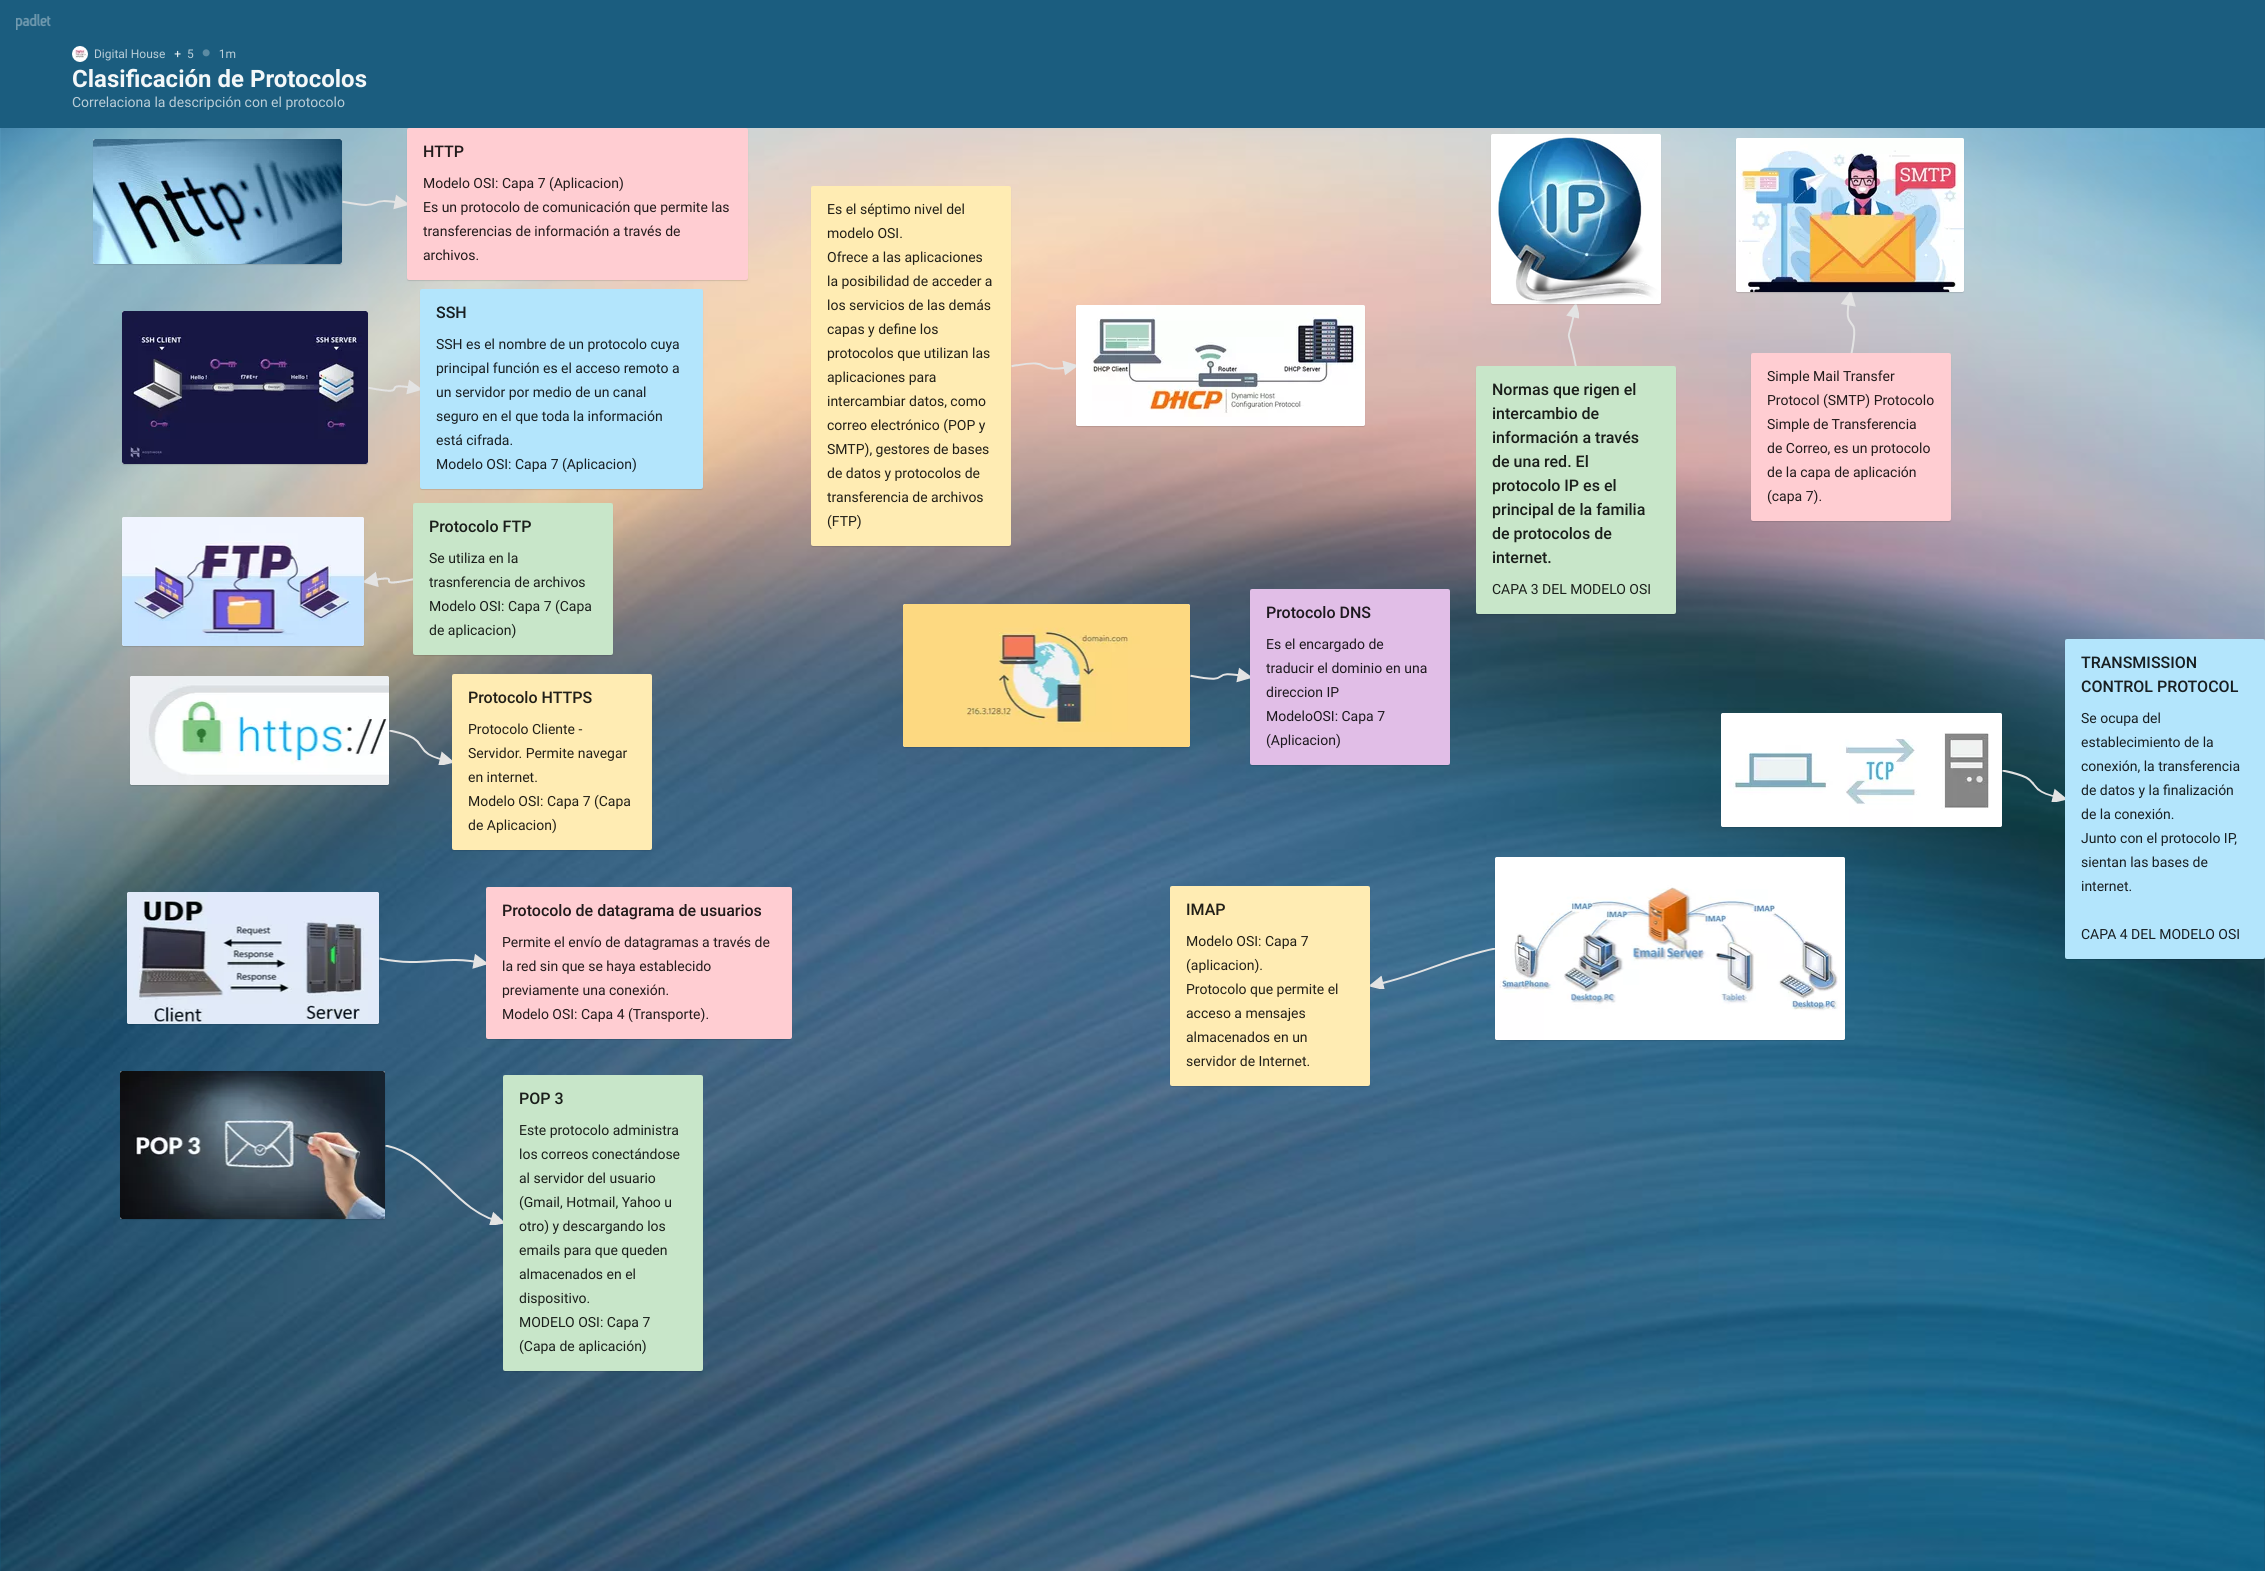 padlet
Digital House + 5 1m
Clasificación de Protocolos
Correlaciona la descripción con el protocolo
http://www
HTTP
Modelo OSI: Capa 7 (Aplicacion)
Es un protocolo de comunicación que permite las
transferencias de información a través de
archivos.
SSH CLIENT
SSH SERVER
Hello !
Hello !
SSH
SSH es el nombre de un protocolo cuya
principal función es el acceso remoto a
un servidor por medio de un canal
seguro en el que toda la información
está cifrada.
Modelo OSI: Capa 7 (Aplicacion)
FTP
Protocolo FTP
Se utiliza en la
trasnferencia de archivos
Modelo OSI: Capa 7 (Capa
de aplicacion)
https://
Protocolo HTTPS
Protocolo Cliente -
Servidor. Permite navegar
en internet.
Modelo OSI: Capa 7 (Capa
de Aplicacion)
UDP
Request
Response
Response
Client
Server
Protocolo de datagrama de usuarios
Permite el envío de datagramas a través de
la red sin que se haya establecido
previamente una conexión.
Modelo OSI: Capa 4 (Transporte).
POP 3
POP 3
Este protocolo administra
los correos conectándose
al servidor del usuario
(Gmail, Hotmail, Yahoo u
otro) y descargando los
emails para que queden
almacenados en el
dispositivo.
MODELO OSI: Capa 7
(Capa de aplicación)
Es el séptimo nivel del
modelo OSI.
Ofrece a las aplicaciones
la posibilidad de acceder a
los servicios de las demás
capas y define los
protocolos que utilizan las
aplicaciones para
intercambiar datos, como
correo electrónico (POP y
SMTP), gestores de bases
de datos y protocolos de
transferencia de archivos
(FTP)
DHCP Client
Router
DHCP Server
DHCP
Dynamic Host
Configuration Protocol
domain.com
216.3.128.12
Protocolo DNS
Es el encargado de
traducir el dominio en una
direccion IP
ModeloOSI: Capa 7
(Aplicacion)
IP
Normas que rigen el
intercambio de
información a través
de una red. El
protocolo IP es el
principal de la familia
de protocolos de
internet.
CAPA 3 DEL MODELO OSI
SMTP
Simple Mail Transfer
Protocol (SMTP) Protocolo
Simple de Transferencia
de Correo, es un protocolo
de la capa de aplicación
(capa 7).
TCP
TRANSMISSION
CONTROL PROTOCOL
Se ocupa del
establecimiento de la
conexión, la transferencia
de datos y la finalización
de la conexión.
Junto con el protocolo IP,
sientan las bases de
internet.
CAPA 4 DEL MODELO OSI
IMAP
Modelo OSI: Capa 7
(aplicacion).
Protocolo que permite el
acceso a mensajes
almacenados en un
servidor de Internet.
IMAP
IMAP
IMAP
IMAP
Email Server
SmartPhone
Desktop PC
Tablet
Desktop PC